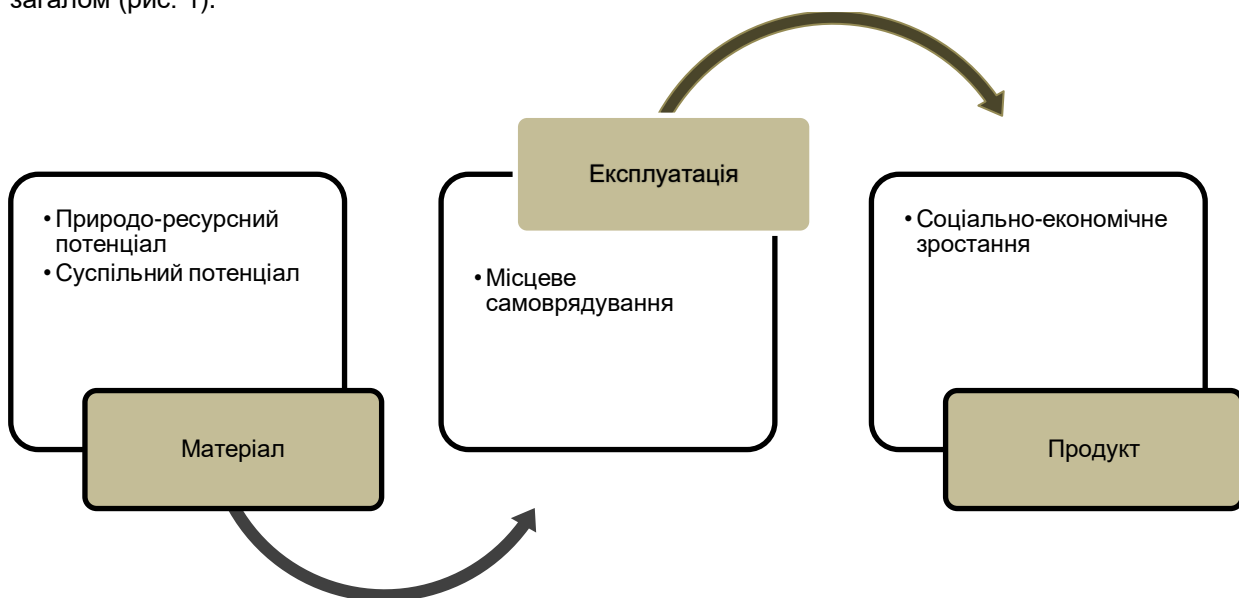 загалом (рис. 1).
• Природо-ресурсний
потенціал
• Суспільний потенціал
Матеріал
Експлуатація
• Місцеве
самоврядування
• Соціально-економічне
зростання
Продукт